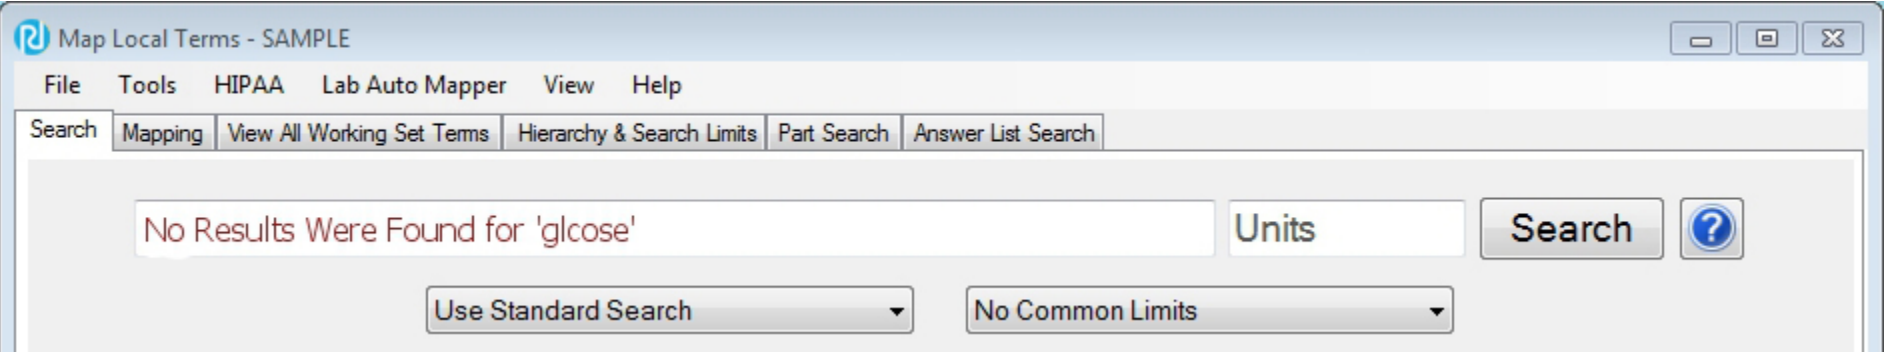 Map Local Terms - SAMPLE
File Tools HIPAA Lab Auto Mapper View Help
Search Mapping View All Working Set Terms Hierarchy & Search Limits Part Search Answer List Search
No Results Were Found for 'glcose' Units Search ?
Use Standard Search No Common Limits